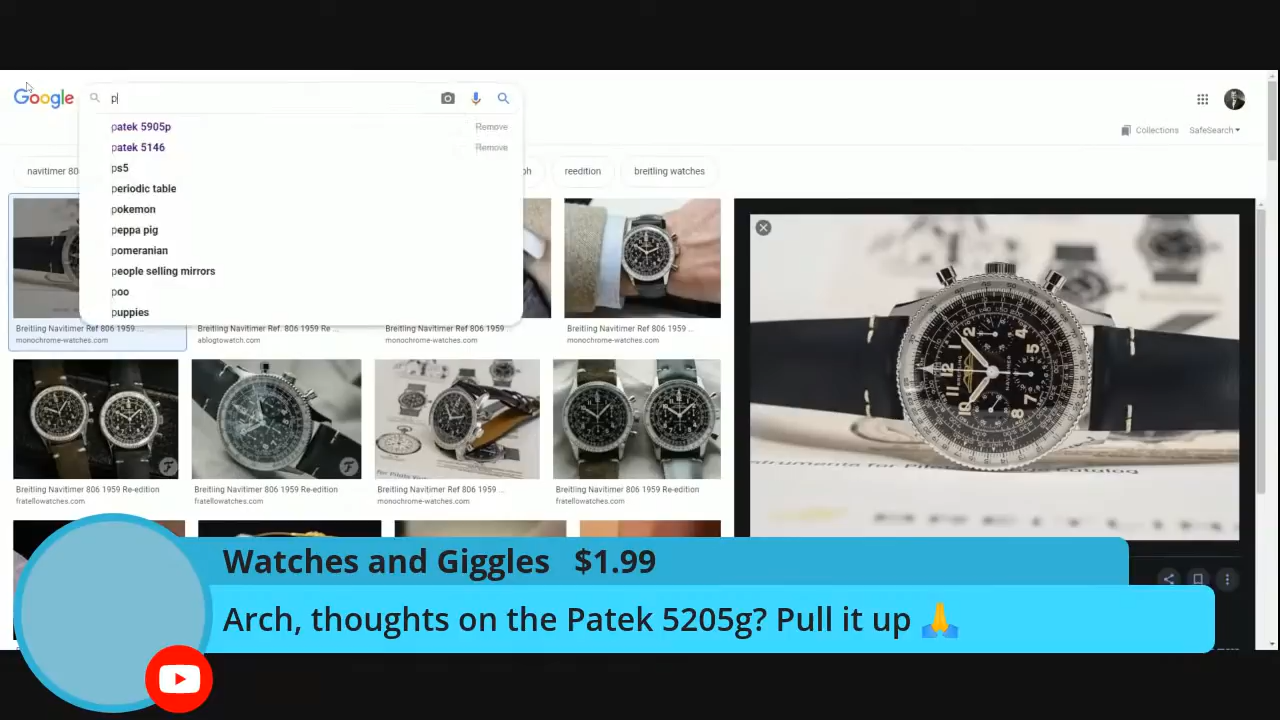 Google
p
patek 5905p
Remove
patek 5146
Remove
ps5
periodic table
pokemon
peppa pig
pomeranian
people selling mirrors
poo
puppies
Collections
SafeSearch
navitimer 80
ph
reedition
breitling watches
Breitling Navitimer Ref 806 1959 ...
monochrome-watches.com
Breitling Navitimer Ref 806 1959 Re ...
ablogtowatch.com
Breitling Navitimer Ref 806 1959
monochrome-watches.com
Breitling Navitimer Ref 806 1959
monochrome-watches.com
Breitling Navitimer 806 1959 Re-edition
fratellowatches.com
Breitling Navitimer 806 1959 Re-edition
fratellowatches.com
Breitling Navitimer Ref 806 1959 ...
monochrome-watches.com
Breitling Navitimer 806 1959 Re-edition
fratellowatches.com
Watches and Giggles $1.99
Arch, thoughts on the Patek 5205g? Pull it up 🙏